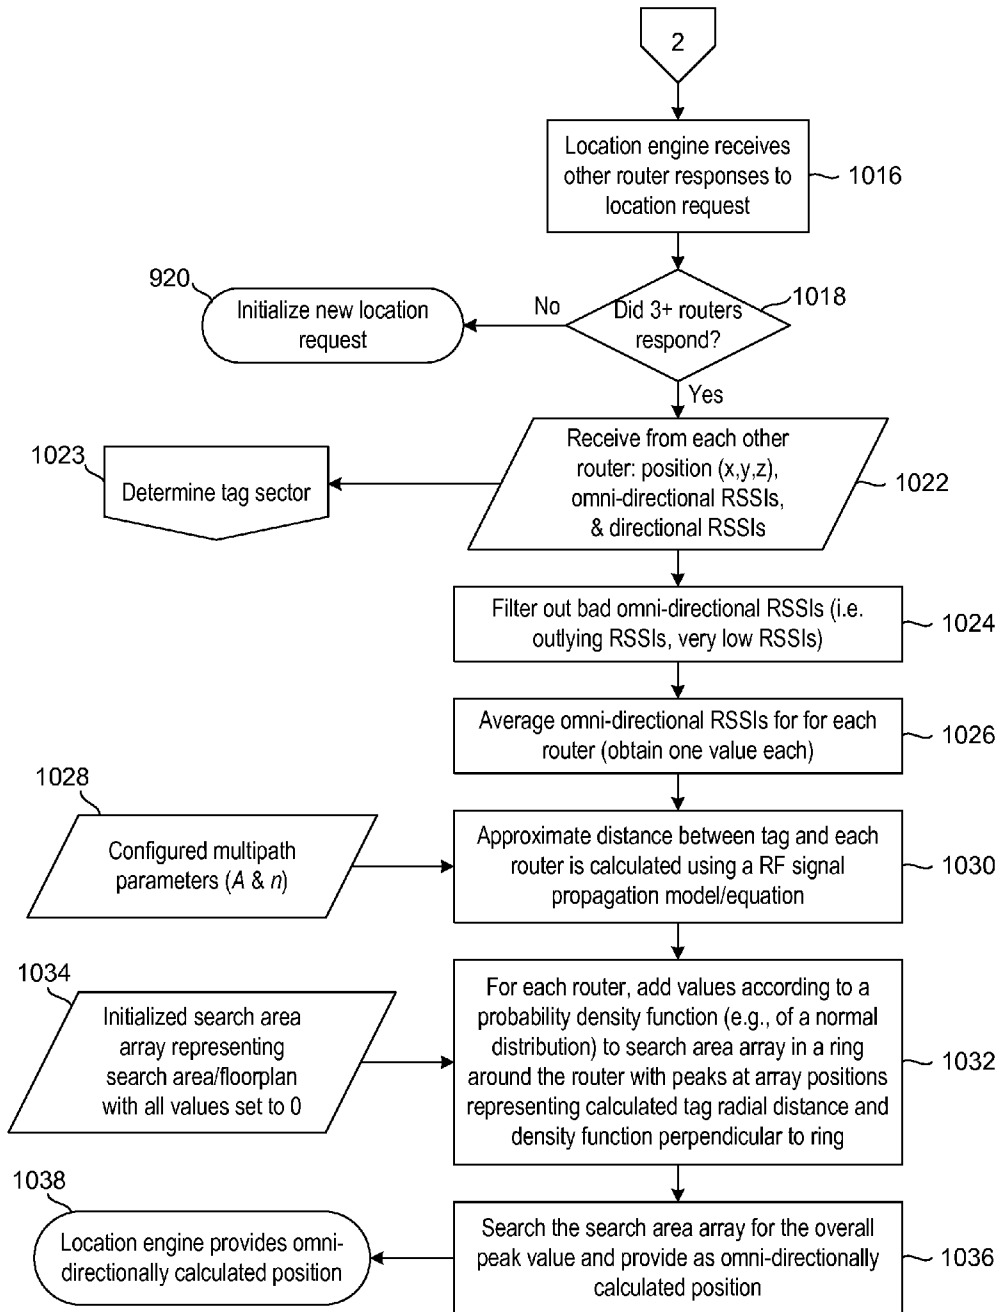 2
Location engine receives
other router responses to
location request
1016
920
Initialize new location
request
No
Did 3+ routers
respond?
1018
Yes
1023
Determine tag sector
Receive from each other
router: position (x,y,z),
omni-directional RSSIs,
& directional RSSIs
1022
Filter out bad omni-directional RSSIs (i.e.
outlying RSSIs, very low RSSIs)
1024
Average omni-directional RSSIs for for each
router (obtain one value each)
1026
1028
Configured multipath
parameters (A & n)
Approximate distance between tag and each
router is calculated using a RF signal
propagation model/equation
1030
1034
Initialized search area
array representing
search area/floorplan
with all values set to 0
For each router, add values according to a
probability density function (e.g., of a normal
distribution) to search area array in a ring
around the router with peaks at array positions
representing calculated tag radial distance and
density function perpendicular to ring
1032
1038
Location engine provides omni-
directionally calculated position
Search the search area array for the overall
peak value and provide as omni-directionally
calculated position
1036